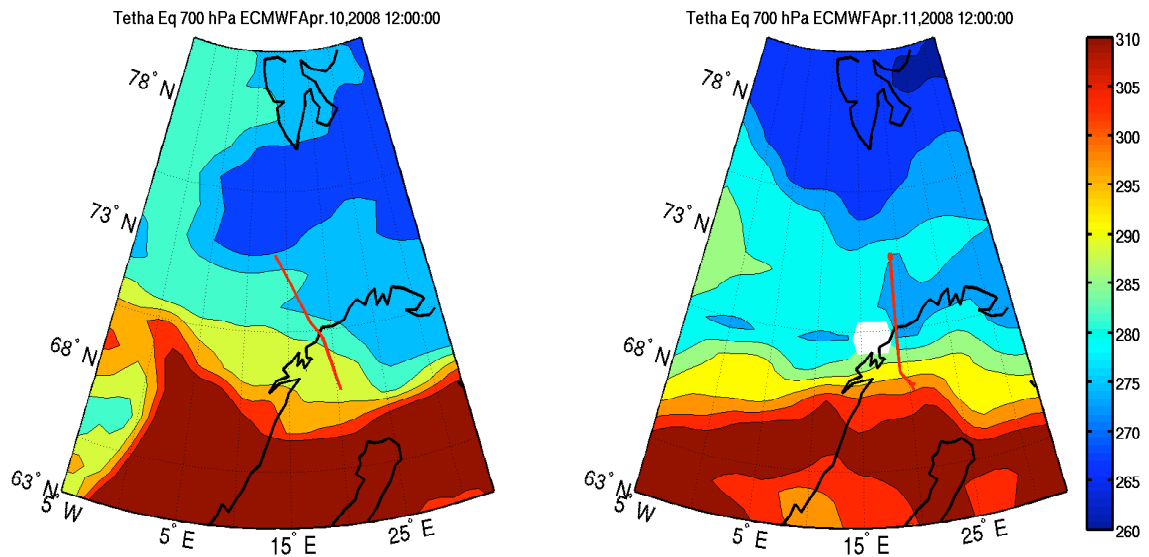 Tetha Eq 700 hPa ECMWFApr.10,2008 12:00:00
78° N
73° N
68° N
63° N
5° W
5° E
15° E
25° E
Tetha Eq 700 hPa ECMWFApr.11,2008 12:00:00
78° N
73° N
68° N
63° N
5° W
5° E
15° E
25° E
310
305
300
295
290
285
280
275
270
265
260